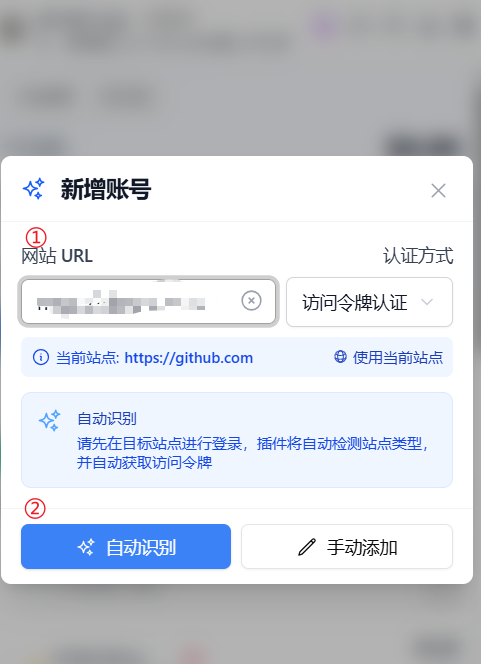 新增账号
①
网站 URL
认证方式
访问令牌认证
当前站点: https://github.com
使用当前站点
自动识别
请先在目标站点进行登录，插件将自动检测站点类型，
并自动获取访问令牌
②
自动识别
手动添加